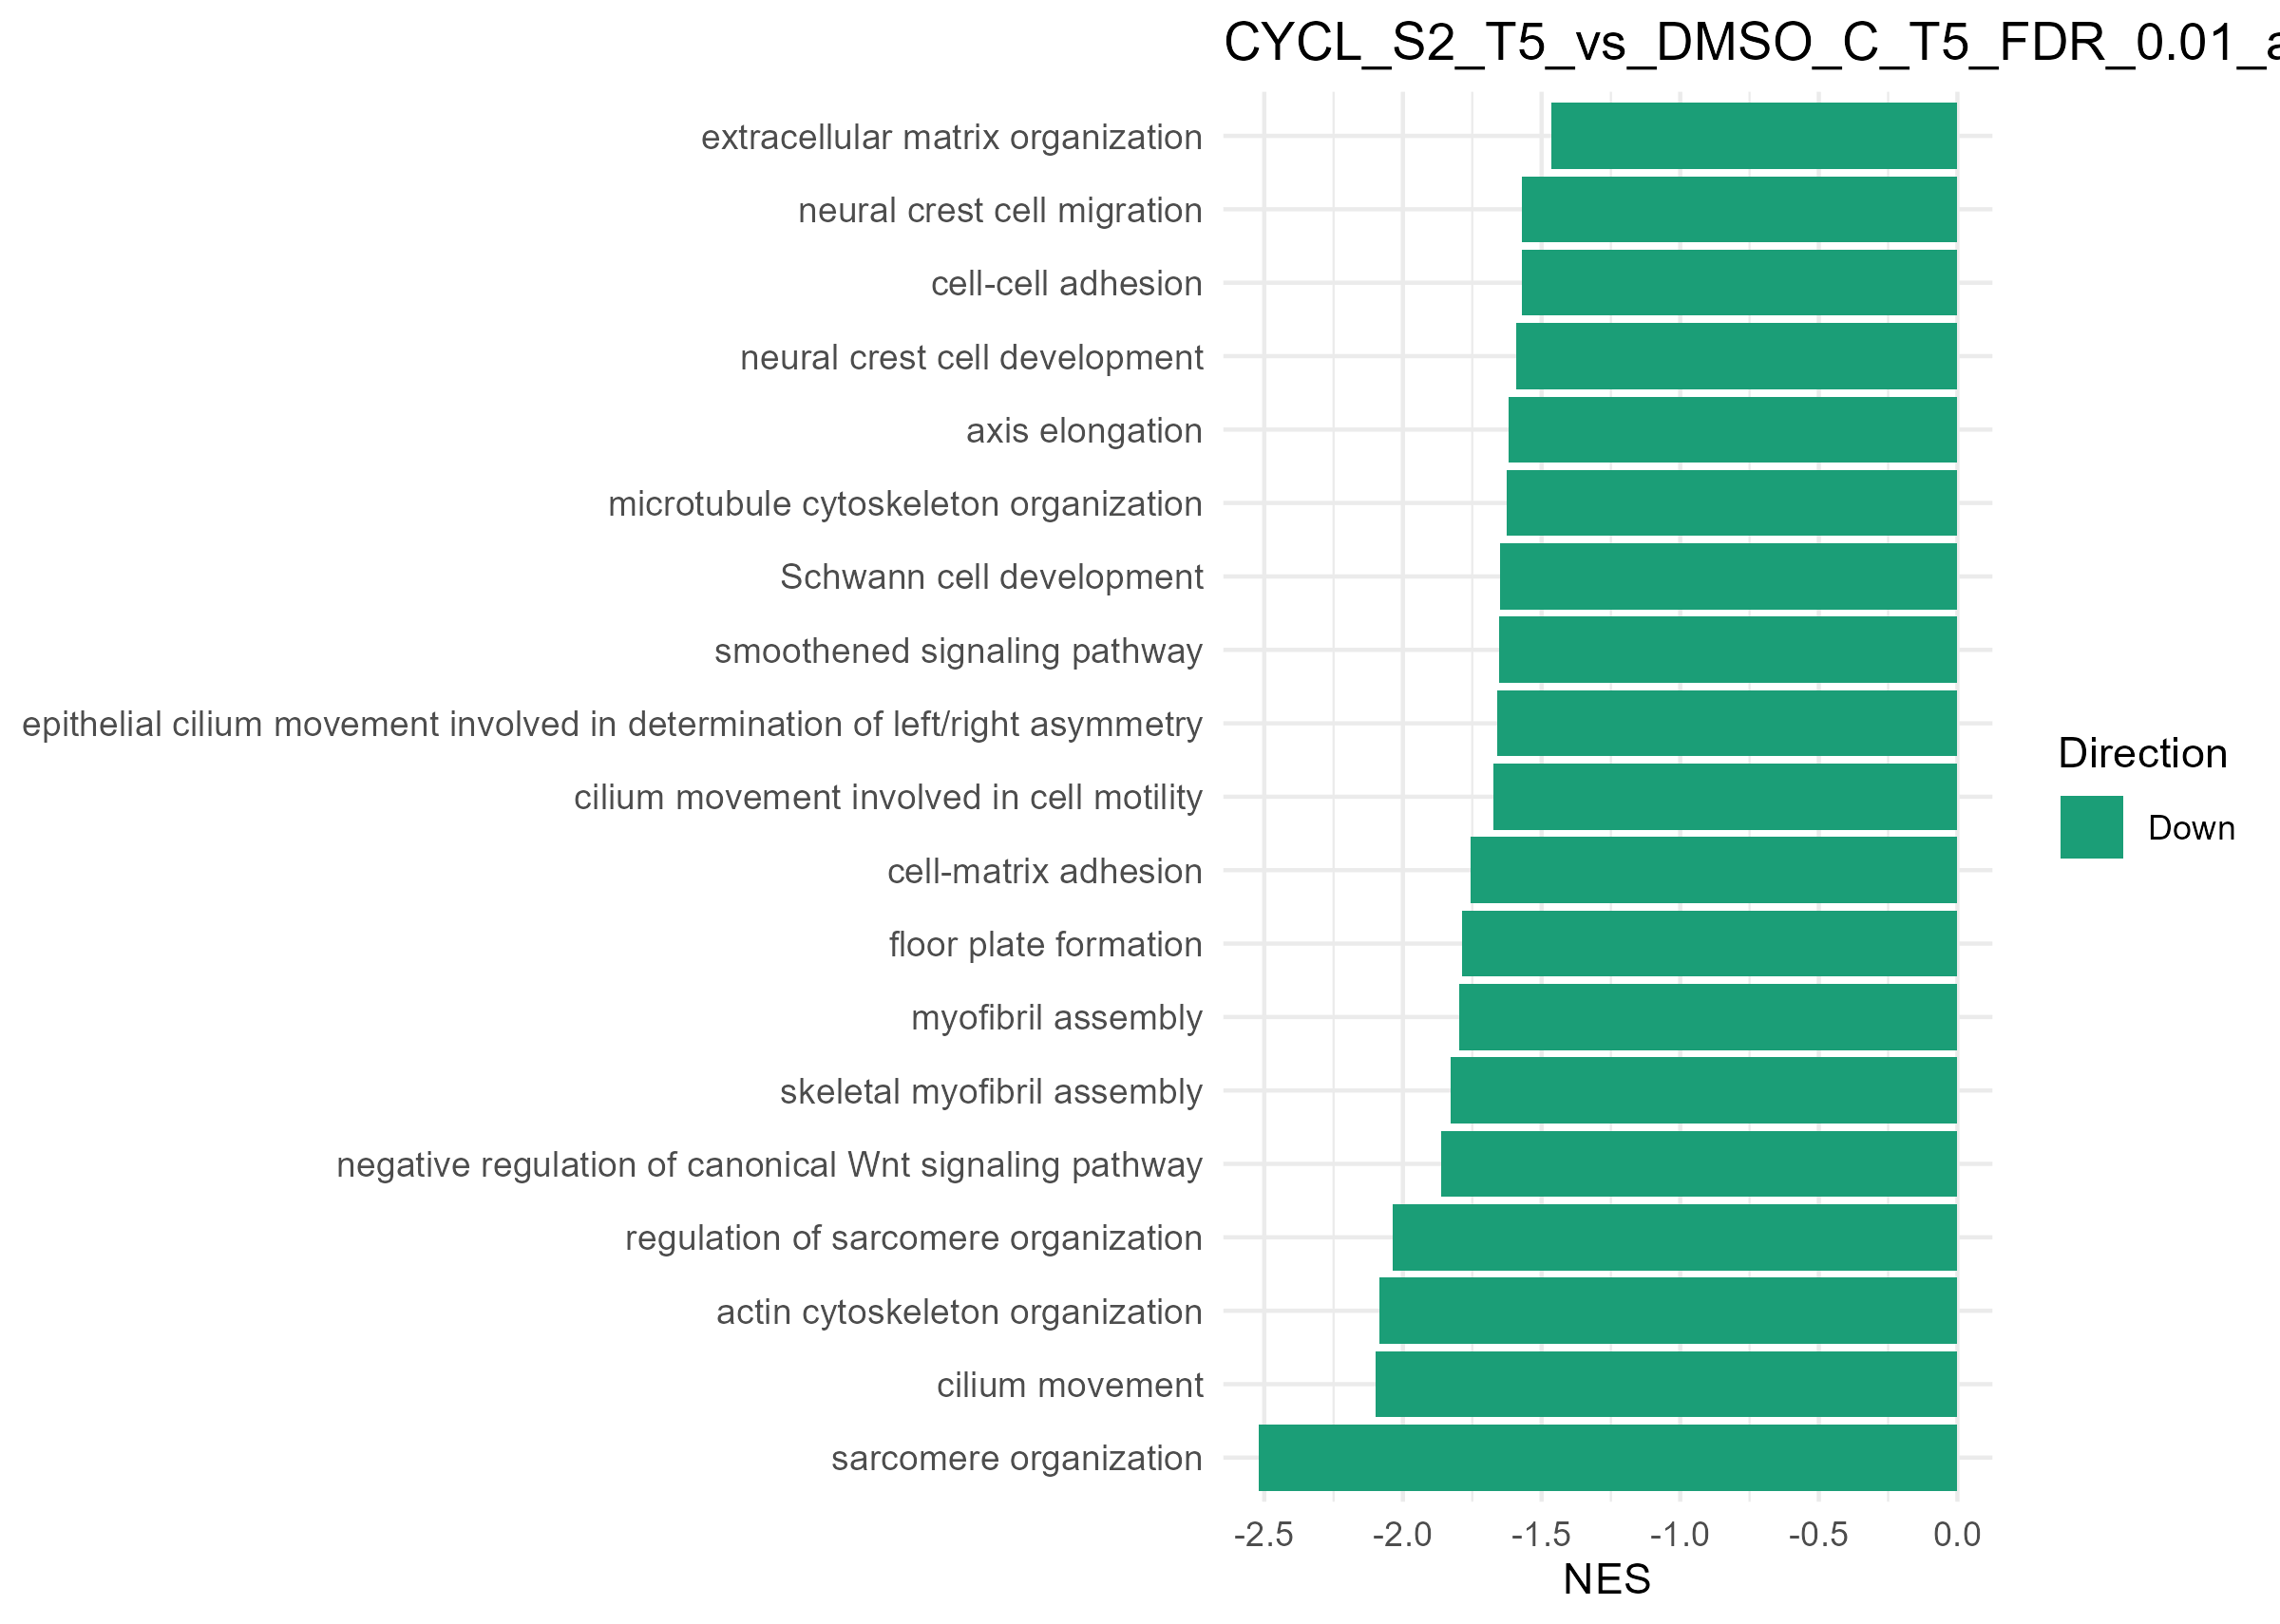 CYCL_S2_T5_vs_DMSO_C_T5_FDR_0.01_a
extracellular matrix organization
neural crest cell migration
cell-cell adhesion
neural crest cell development
axis elongation
microtubule cytoskeleton organization
Schwann cell development
smoothened signaling pathway
epithelial cilium movement involved in determination of left/right asymmetry
cilium movement involved in cell motility
cell-matrix adhesion
floor plate formation
myofibril assembly
skeletal myofibril assembly
negative regulation of canonical Wnt signaling pathway
regulation of sarcomere organization
actin cytoskeleton organization
cilium movement
sarcomere organization
-2.5 -2.0 -1.5 -1.0 -0.5 0.0
NES
Direction
Down